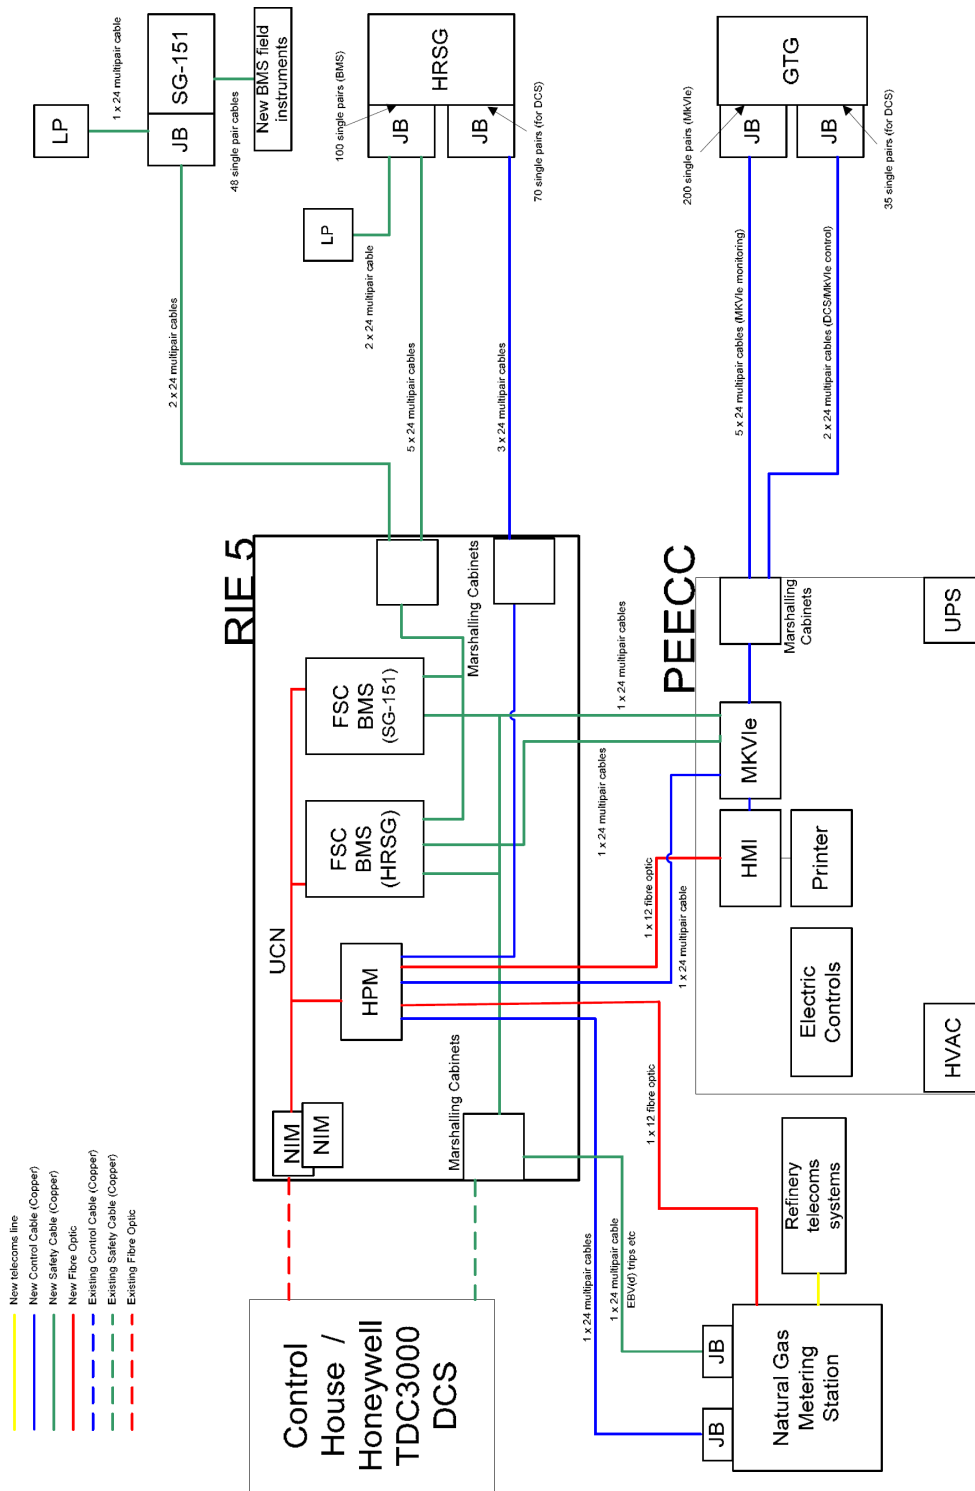 New telecoms line
New Control Cable (Copper)
New Safety Cable (Copper)
New Fibre Optic
Existing Control Cable (Copper)
Existing Safety Cable (Copper)
Existing Fibre Optic
Control
House /
Honeywell
TDC3000
DCS
RIE 5
NIM
NIM
UCN
HPM
FSC
BMS
(HRSG)
FSC
BMS
(SG-151)
Marshalling Cabinets
Marshalling Cabinets
LP
1 x 24 multipair cable
SG-151
JB
New BMS field
instruments
48 single pair cables
2 x 24 multipair cables
HRSG
JB
JB
100 single pairs (BMS)
70 single pairs (for DCS)
LP
2 x 24 multipair cable
5 x 24 multipair cables
3 x 24 multipair cables
GTG
JB
JB
200 single pairs (MkVIe)
35 single pairs (for DCS)
5 x 24 multipair cables (MKVIe monitoring)
2 x 24 multipair cables (DCS/MkVIe control)
PEECC
Marshalling
Cabinets
UPS
MKVIe
HMI
Printer
Electric
Controls
HVAC
1 x 24 multipair cables
1 x 24 multipair cables
1 x 12 fibre optic
1 x 24 multipair cable
1 x 12 fibre optic
1 x 24 multipair cable
EBV(d) trips etc
1 x 24 multipair cables
Refinery
telecoms
systems
JB
JB
Natural Gas
Metering
Station